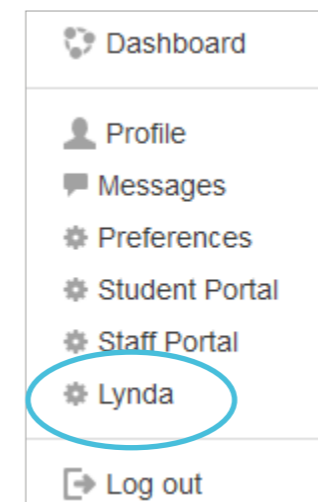 Dashboard
Profile
Messages
Preferences
Student Portal
Staff Portal
Lynda
Log out